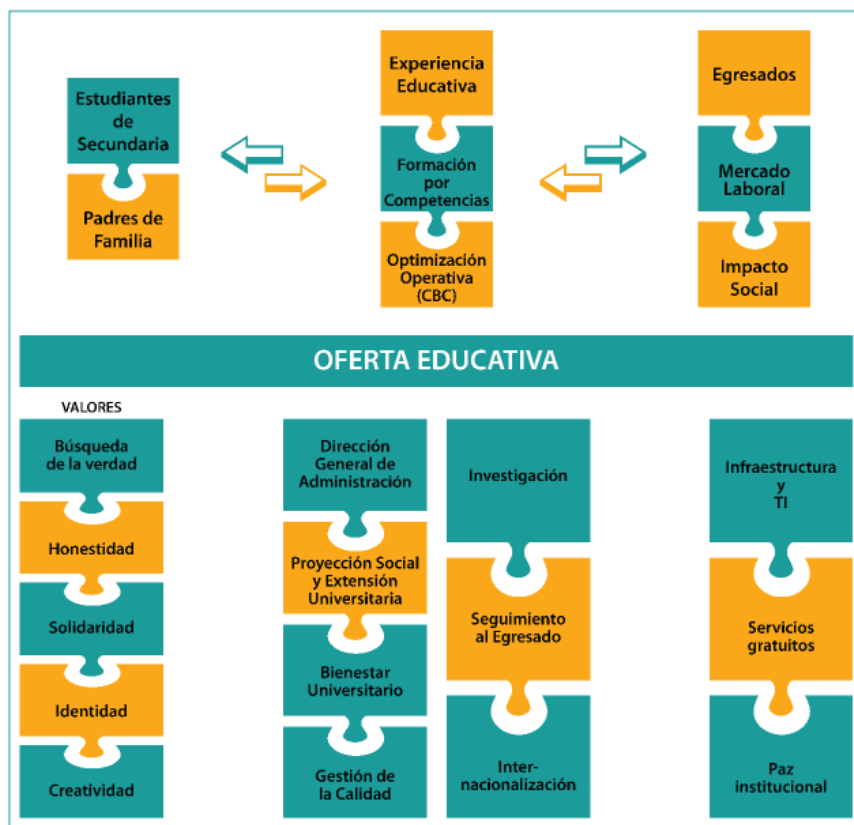 Estudiantes
de
Secundaria
Padres de
Familia
Experiencia
Educativa
Formación
por
Competencias
Optimización
Operativa
(CBC)
Egresados
Mercado
Laboral
Impacto
Social
OFERTA EDUCATIVA
VALORES
Búsqueda
de la verdad
Honestidad
Solidaridad
Identidad
Creatividad
Dirección
General de
Administración
Proyección Social
y Extensión
Universitaria
Bienestar
Universitario
Gestión de
la Calidad
Investigación
Seguimiento
al Egresado
Inter-
nacionalización
Infraestructura
y
TI
Servicios
gratuitos
Paz
institucional